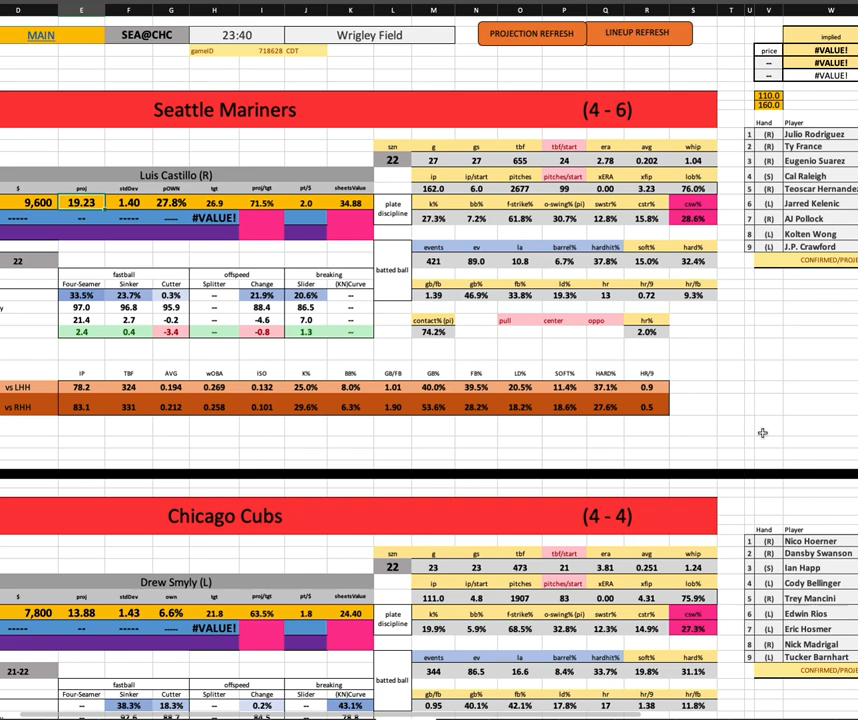 D E F G H I J K L M N O P Q R S T U V W
MAIN SEA@CHC 23:40 Wrigley Field PROJECTION REFRESH LINEUP REFRESH implied
gameID 718628 CDT price #VALUE!
-- #VALUE!
-- #VALUE!
110.0
160.0
Seattle Mariners (4 - 6)
Hand Player
1 (R) Julio Rodriguez
szn g gs tbf tbf/start era avg whip 2 (R) Ty France
22 27 27 655 24 2.78 0.202 1.04 3 (R) Eugenio Suarez
Luis Castillo (R) ip ip/start pitches pitches/start xERA xfip lob% 4 (S) Cal Raleigh
$ proj stdDev pOWN tgt proj/tgt pt/$ sheetsValue 162.0 6.0 2677 99 0.00 3.23 76.0% 5 (R) Teoscar Hernande
9,600 19.23 1.40 27.8% 26.9 71.5% 2.0 34.88 plate discipline k% bb% f-strike% o-swing% (pi) swstr% cstr% csw% 6 (L) Jarred Kelenic
----- -- ----- ----- #VALUE! 27.3% 7.2% 61.8% 30.7% 12.8% 15.8% 28.6% 7 (R) AJ Pollock
8 (L) Kolten Wong
batted ball events ev la barrel% hardhit% soft% hard% 9 (L) J.P. Crawford
22 421 89.0 10.8 6.7% 37.8% 15.0% 32.4% CONFIRMED/PROJE
fastball offspeed breaking
Four-Seamer Sinker Cutter Splitter Change Slider (KN)Curve gb/fb gb% fb% ld% hr hr/9 hr/fb
33.5% 23.7% 0.3% -- 21.9% 20.6% -- 1.39 46.9% 33.8% 19.3% 13 0.72 9.3%
y 97.0 96.8 95.9 -- 88.4 86.5 --
21.4 2.7 -0.2 -- -4.6 7.0 -- contact% (pi) pull center oppo hr%
2.4 0.4 -3.4 -- -0.8 1.3 -- 74.2% 2.0%
IP TBF AVG wOBA ISO K% BB% GB/FB GB% FB% LD% SOFT% HARD% HR/9
vs LHH 78.2 324 0.194 0.269 0.132 25.0% 8.0% 1.01 40.0% 39.5% 20.5% 11.4% 37.1% 0.9
vs RHH 83.1 331 0.212 0.258 0.101 29.6% 6.3% 1.90 53.6% 28.2% 18.2% 18.6% 27.6% 0.5
Chicago Cubs (4 - 4)
Hand Player
1 (R) Nico Hoerner
szn g gs tbf tbf/start era avg whip 2 (R) Dansby Swanson
22 23 23 473 21 3.81 0.251 1.24 3 (S) Ian Happ
Drew Smyly (L) ip ip/start pitches pitches/start xERA xfip lob% 4 (L) Cody Bellinger
$ proj stdDev own tgt proj/tgt pt/$ sheetsValue 111.0 4.8 1907 83 0.00 4.31 75.9% 5 (R) Trey Mancini
7,800 13.88 1.43 6.6% 21.8 63.5% 1.8 24.40 plate discipline k% bb% f-strike% o-swing% (pi) swstr% cstr% csw% 6 (L) Edwin Rios
----- -- ----- ----- #VALUE! 19.9% 5.9% 68.5% 32.8% 12.3% 14.9% 27.3% 7 (L) Eric Hosmer
8 (R) Nick Madrigal
batted ball events ev la barrel% hardhit% soft% hard% 9 (L) Tucker Barnhart
21-22 344 86.5 16.6 8.4% 33.7% 19.8% 31.1% CONFIRMED/PROJE
fastball offspeed breaking
Four-Seamer Sinker Cutter Splitter Change Slider (KN)Curve gb/fb gb% fb% ld% hr hr/9 hr/fb
-- 38.3% 18.3% -- 0.2% -- 43.1% 0.95 40.1% 42.1% 17.8% 17 1.38 11.8%
-- 92.6 88.7 -- 84.5 -- 78.8